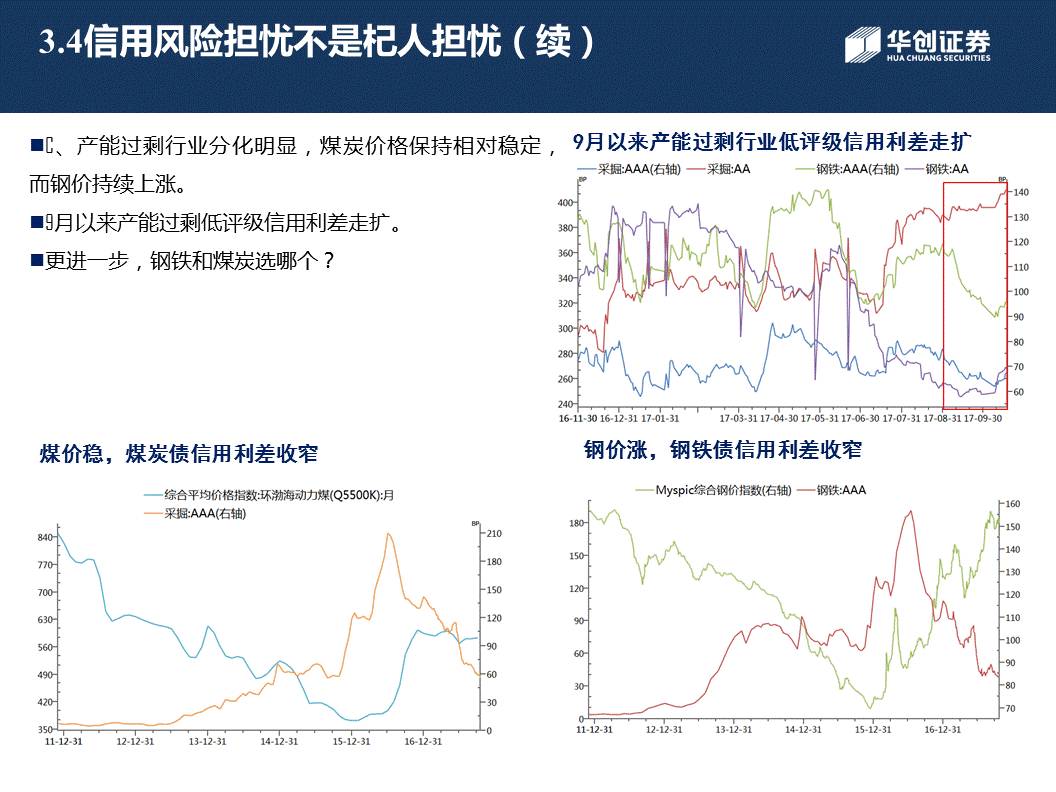 3.4信用风险担忧不是杞人担忧（续）
华创证券
HUA CHUANG SECURITIES
、产能过剩行业分化明显，煤炭价格保持相对稳定，
而钢价持续上涨。
9月以来产能过剩低评级信用利差走扩。
更进一步，钢铁和煤炭选哪个？
9月以来产能过剩行业低评级信用利差走扩
采掘:AAA(右轴) 采掘:AA 钢铁:AAA(右轴) 钢铁:AA
BP BP
400 140
380 130
360 120
340 110
320 100
300 90
280 80
260 70
240 60
16-11-30 16-12-31 17-01-31 17-03-31 17-04-30 17-05-31 17-06-30 17-07-31 17-08-31 17-09-30
煤价稳，煤炭债信用利差收窄
综合平均价格指数:环渤海动力煤(Q5500K):月
采掘:AAA(右轴)
BP
840 210
770 180
700 150
630 120
560 90
490 60
420 30
350 0
11-12-31 12-12-31 13-12-31 14-12-31 15-12-31 16-12-31
钢价涨，钢铁债信用利差收窄
Myspic综合钢价指数(右轴) 钢铁:AAA
180 160
150 150
120 140
90 130
60 120
30 110
0 100
90
80
70
11-12-31 12-12-31 13-12-31 14-12-31 15-12-31 16-12-31